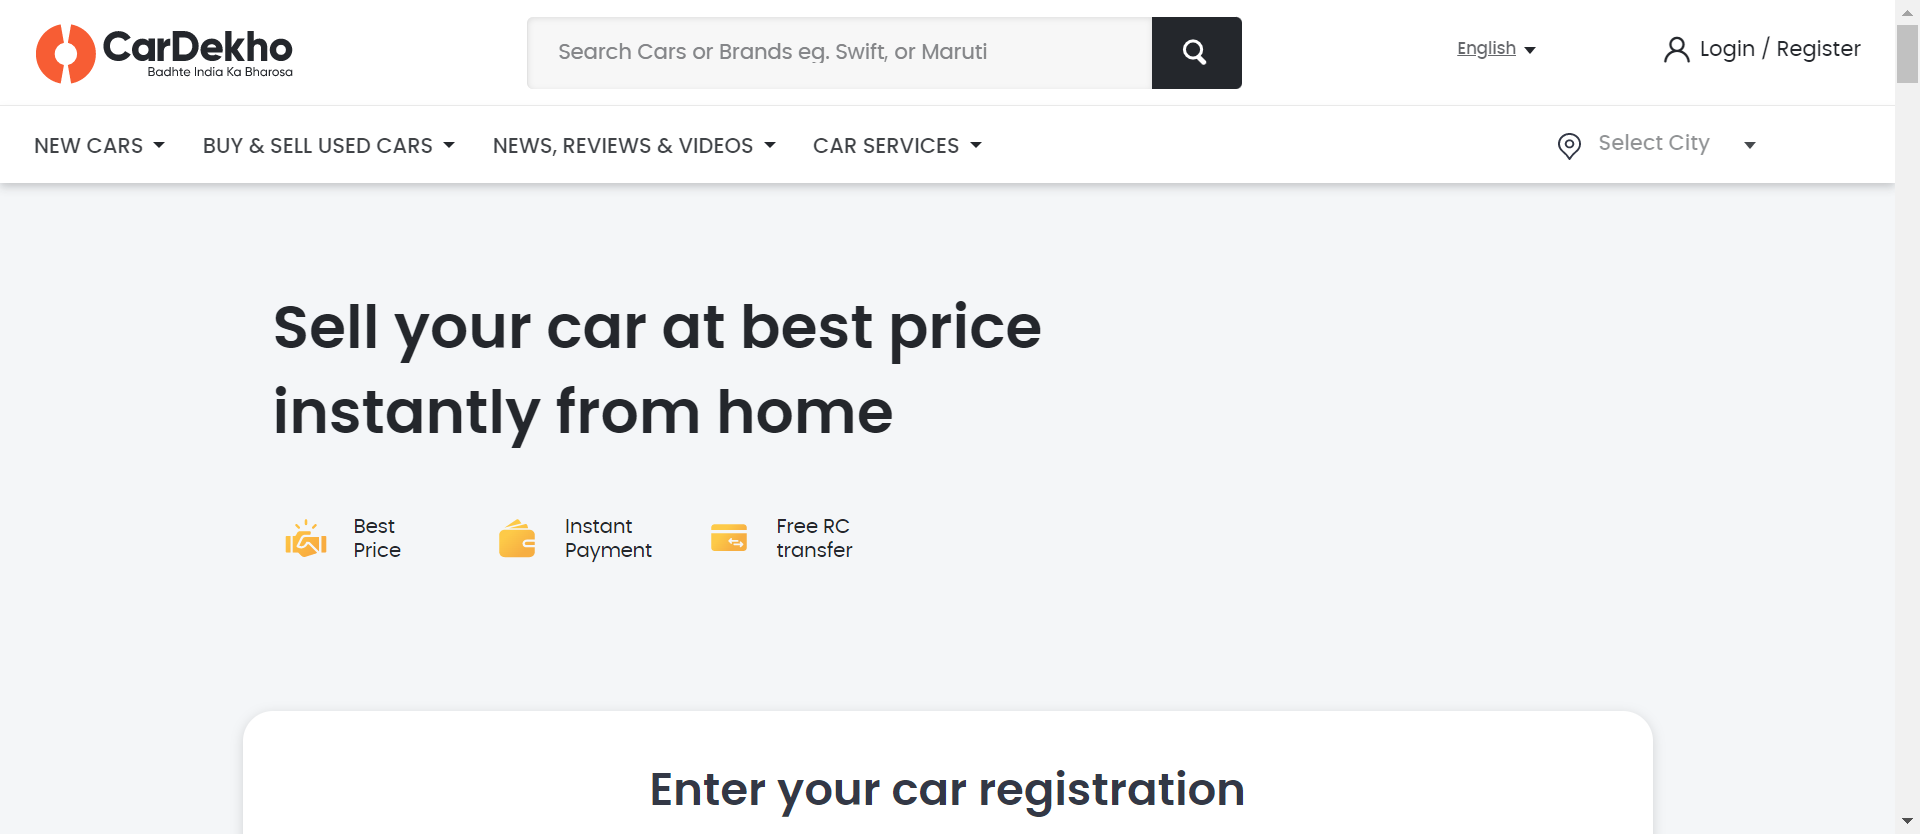 CarDekho
Badhte India Ka Bharosa
Search Cars or Brands eg. Swift, or Maruti
English
Login / Register
NEW CARS
BUY & SELL USED CARS
NEWS, REVIEWS & VIDEOS
CAR SERVICES
Select City
Sell your car at best price
instantly from home
Best
Price
Instant
Payment
Free RC
transfer
Enter your car registration